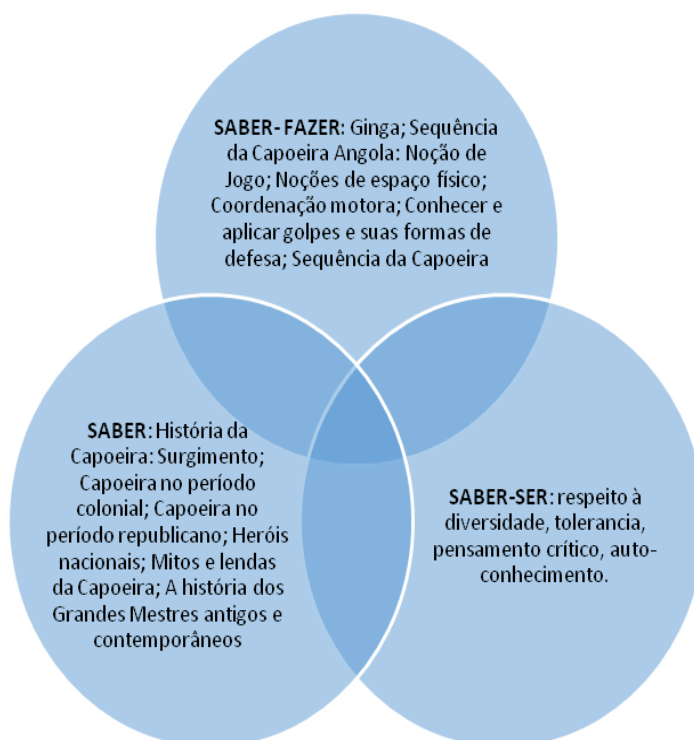 SABER- FAZER: Ginga; Sequência
da Capoeira Angola: Noção de
Jogo; Noções de espaço físico;
Coordenação motora; Conhecer e
aplicar golpes e suas formas de
defesa; Sequência da Capoeira
SABER: História da
Capoeira: Surgimento;
Capoeira no período
colonial; Capoeira no
período republicano; Heróis
nacionais; Mitos e lendas
da Capoeira; A história dos
Grandes Mestres antigos e
contemporâneos
SABER-SER: respeito à
diversidade, tolerancia,
pensamento crítico, auto-
conhecimento.